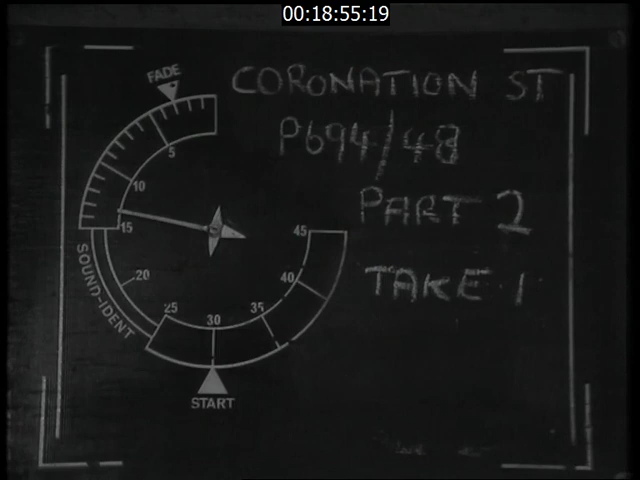 00:18:55:19
FADE
CORONATION ST
P694/48
5
10
PART 2
15
45
SOUND-IDENT
20
40
TAKE 1
25
35
30
START